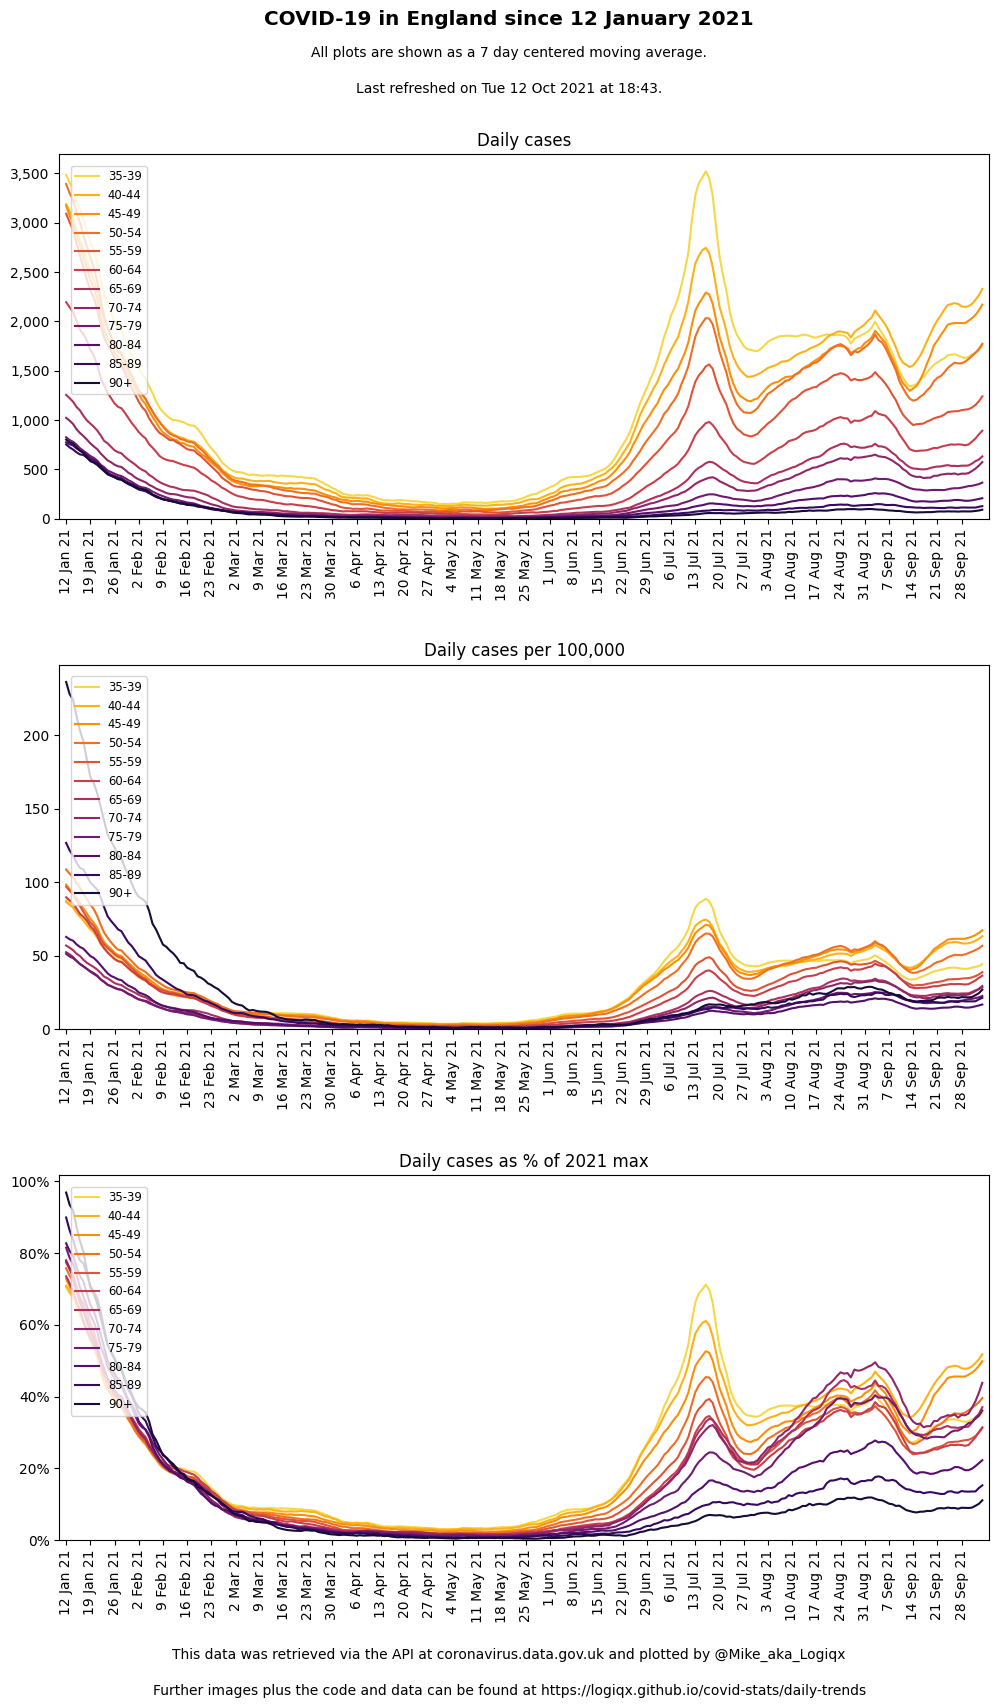 COVID-19 in England since 12 January 2021
All plots are shown as a 7 day centered moving average.
Last refreshed on Tue 12 Oct 2021 at 18:43.
Daily cases
3,500
3,000
2,500
2,000
1,500
1,000
500
0
35-39
40-44
45-49
50-54
55-59
60-64
65-69
70-74
75-79
80-84
85-89
90+
12 Jan 21
19 Jan 21
26 Jan 21
2 Feb 21
9 Feb 21
16 Feb 21
23 Feb 21
2 Mar 21
9 Mar 21
16 Mar 21
23 Mar 21
30 Mar 21
6 Apr 21
13 Apr 21
20 Apr 21
27 Apr 21
4 May 21
11 May 21
18 May 21
25 May 21
1 Jun 21
8 Jun 21
15 Jun 21
22 Jun 21
29 Jun 21
6 Jul 21
13 Jul 21
20 Jul 21
27 Jul 21
3 Aug 21
10 Aug 21
17 Aug 21
24 Aug 21
31 Aug 21
7 Sep 21
14 Sep 21
21 Sep 21
28 Sep 21
Daily cases per 100,000
200
150
100
50
0
35-39
40-44
45-49
50-54
55-59
60-64
65-69
70-74
75-79
80-84
85-89
90+
12 Jan 21
19 Jan 21
26 Jan 21
2 Feb 21
9 Feb 21
16 Feb 21
23 Feb 21
2 Mar 21
9 Mar 21
16 Mar 21
23 Mar 21
30 Mar 21
6 Apr 21
13 Apr 21
20 Apr 21
27 Apr 21
4 May 21
11 May 21
18 May 21
25 May 21
1 Jun 21
8 Jun 21
15 Jun 21
22 Jun 21
29 Jun 21
6 Jul 21
13 Jul 21
20 Jul 21
27 Jul 21
3 Aug 21
10 Aug 21
17 Aug 21
24 Aug 21
31 Aug 21
7 Sep 21
14 Sep 21
21 Sep 21
28 Sep 21
Daily cases as % of 2021 max
100%
80%
60%
40%
20%
0%
35-39
40-44
45-49
50-54
55-59
60-64
65-69
70-74
75-79
80-84
85-89
90+
12 Jan 21
19 Jan 21
26 Jan 21
2 Feb 21
9 Feb 21
16 Feb 21
23 Feb 21
2 Mar 21
9 Mar 21
16 Mar 21
23 Mar 21
30 Mar 21
6 Apr 21
13 Apr 21
20 Apr 21
27 Apr 21
4 May 21
11 May 21
18 May 21
25 May 21
1 Jun 21
8 Jun 21
15 Jun 21
22 Jun 21
29 Jun 21
6 Jul 21
13 Jul 21
20 Jul 21
27 Jul 21
3 Aug 21
10 Aug 21
17 Aug 21
24 Aug 21
31 Aug 21
7 Sep 21
14 Sep 21
21 Sep 21
28 Sep 21
This data was retrieved via the API at coronavirus.data.gov.uk and plotted by @Mike_aka_Logiqx
Further images plus the code and data can be found at https://logiqx.github.io/covid-stats/daily-trends